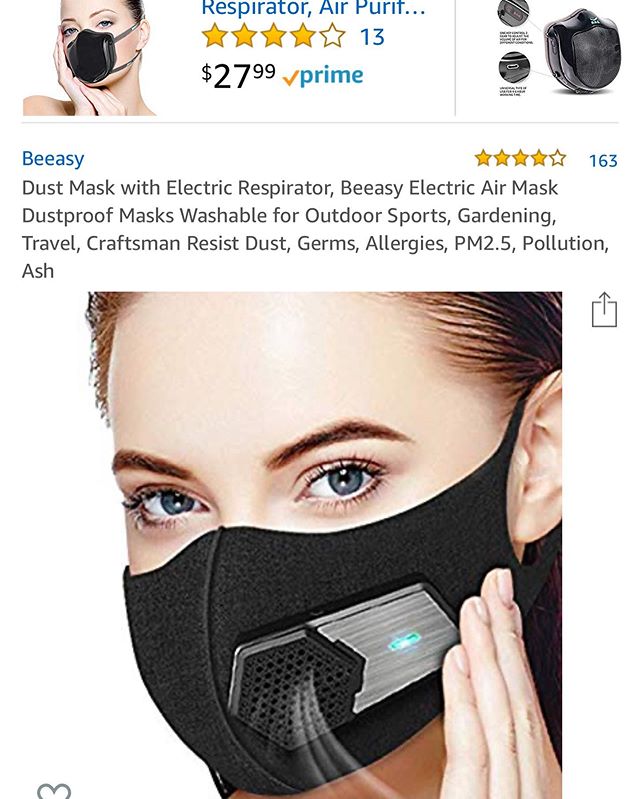 Respirator, Air Purif...
13
$27 99 prime
Beeasy
163
Dust Mask with Electric Respirator, Beeasy Electric Air Mask
Dustproof Masks Washable for Outdoor Sports, Gardening,
Travel, Craftsman Resist Dust, Germs, Allergies, PM2.5, Pollution,
Ash